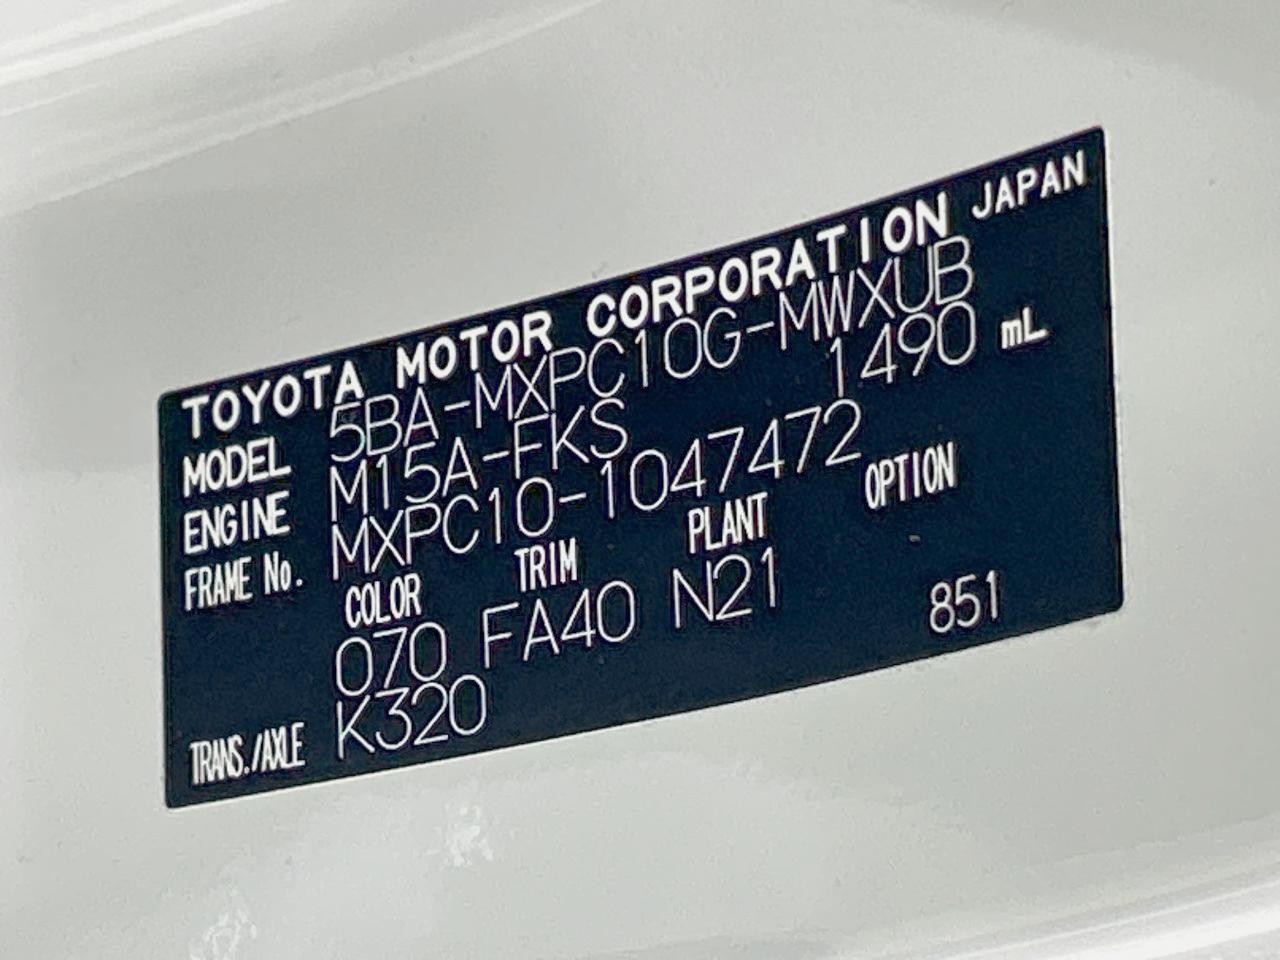 TOYOTA MOTOR CORPORATION JAPAN
MODEL 5BA-MXPC10G-MWXUB
ENGINE M15A-FKS 1490 mL
FRAME No. MXPC10-1047472
COLOR TRIM PLANT OPTION
070 FA40 N21 851
TRANS./AXLE K320